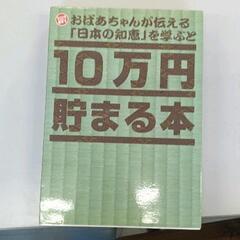 おばあちゃんが伝える
「日本の知恵」を学ぶと
10万円
貯まる本